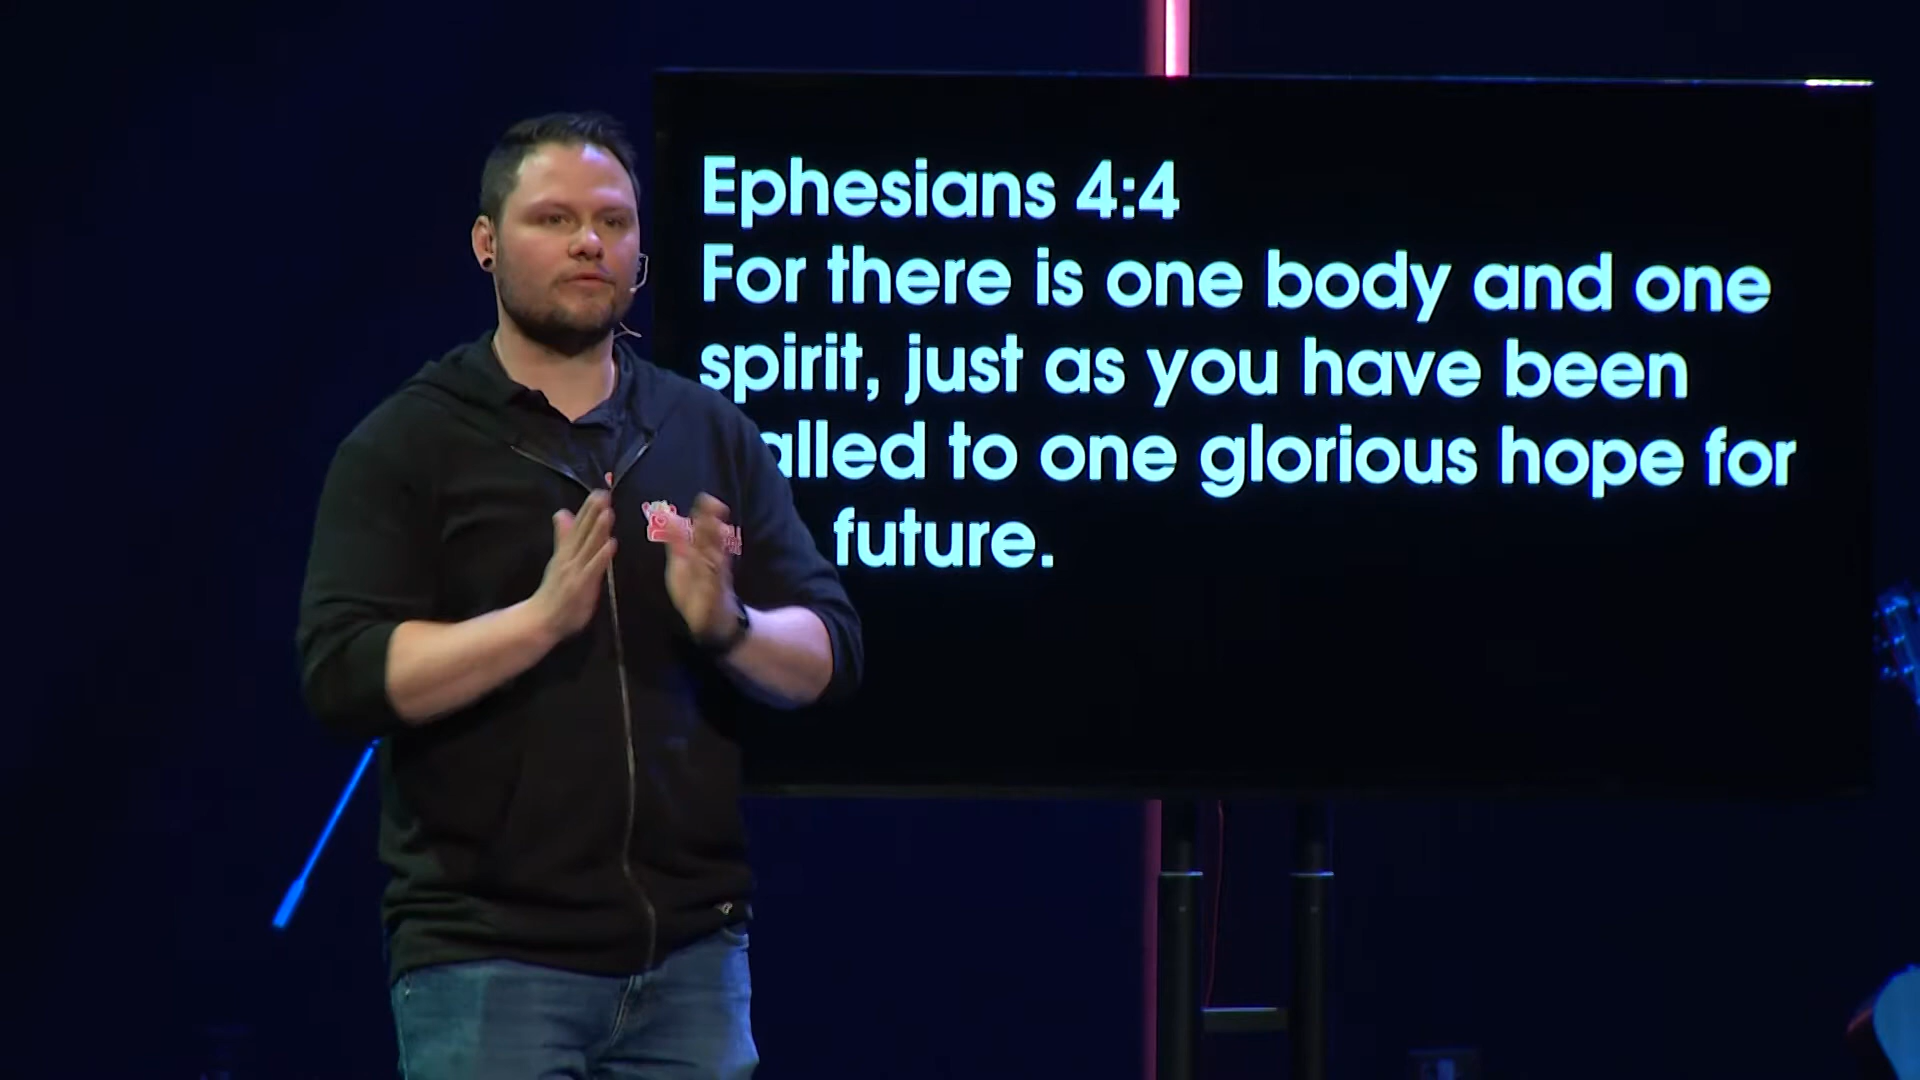 Ephesians 4:4
For there is one body and one
spirit, just as you have been
alled to one glorious hope for
future.